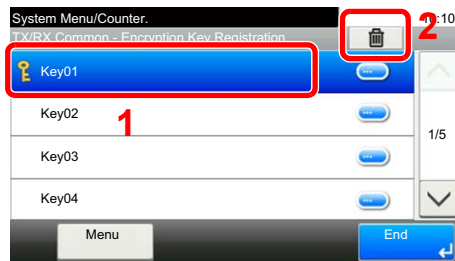 System Menu/Counter.
10:10
TX/RX Common - Encryption Key Registration
2
Key01
Key02
1
1/5
Key03
Key04
Menu
End